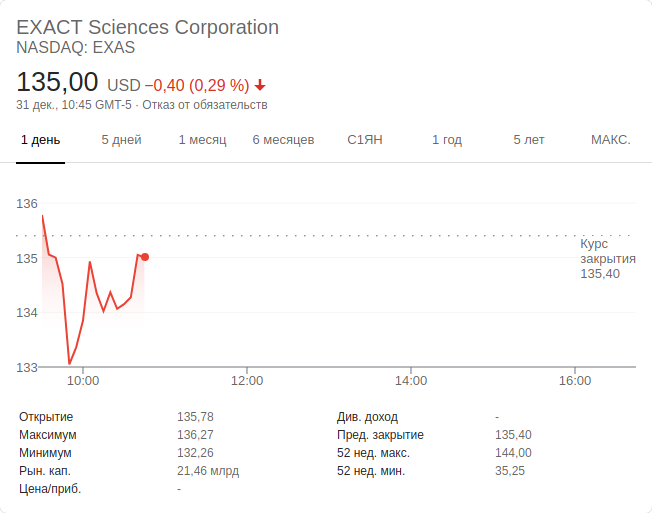 EXACT Sciences Corporation
NASDAQ: EXAS
135,00 USD −0,40 (0,29 %)
31 дек., 10:45 GMT-5 · Отказ от обязательств
1 день 5 дней 1 месяц 6 месяцев С1ЯН 1 год 5 лет МАКС.
136
135
134
133
Курс
закрытия
135,40
10:00 12:00 14:00 16:00
Открытие 135,78 Див. доход -
Максимум 136,27 Пред. закрытие 135,40
Минимум 132,26 52 нед. макс. 144,00
Рын. кап. 21,46 млрд 52 нед. мин. 35,25
Цена/приб. -